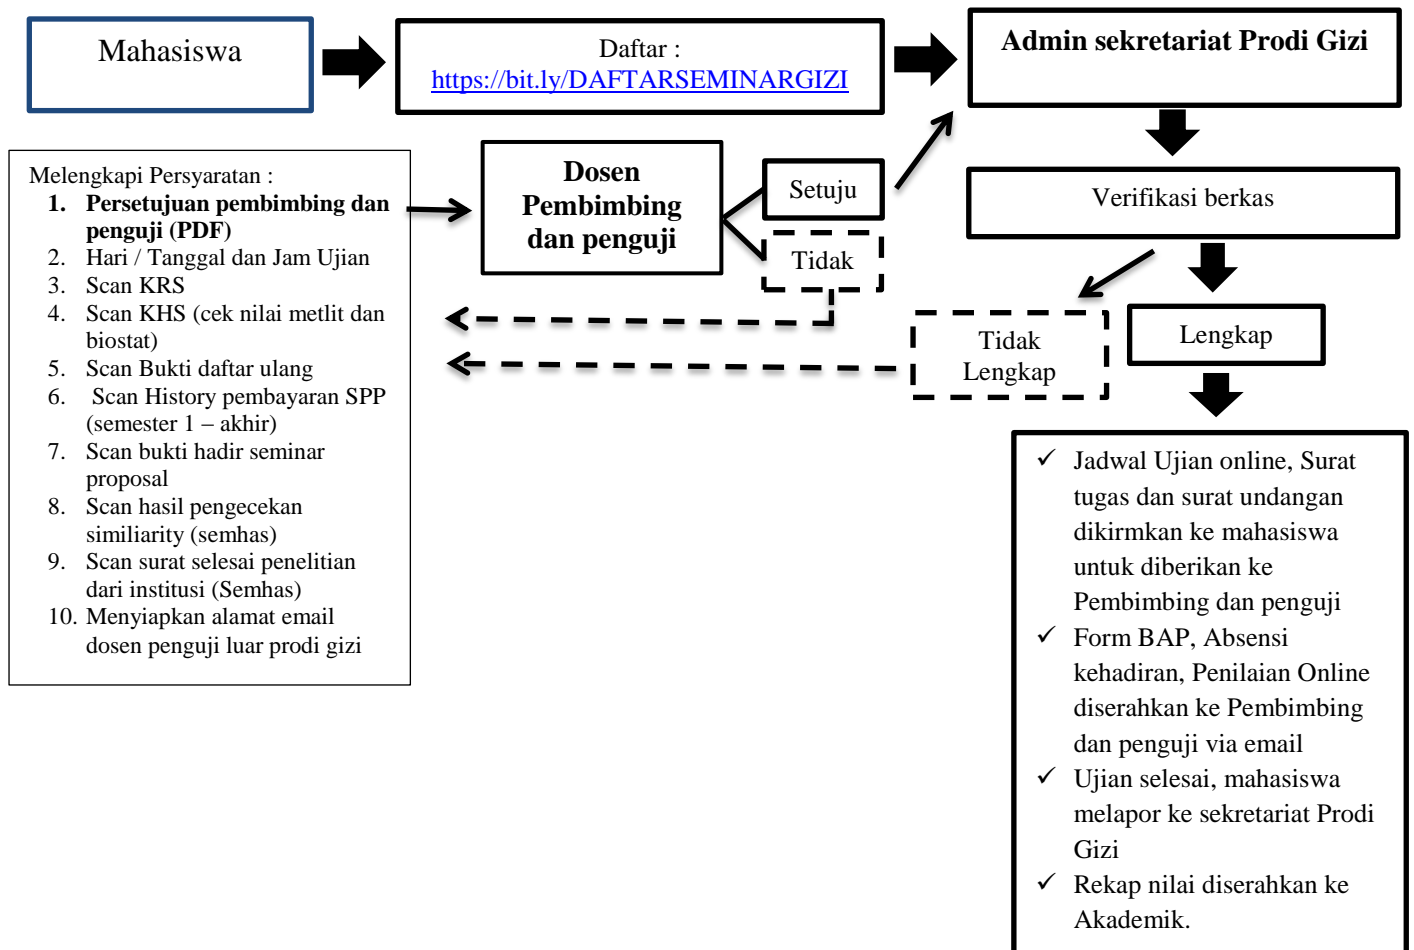 Mahasiswa
Daftar :
https://bit.ly/DAFTARSEMINARGIZI
Admin sekretariat Prodi Gizi
Melengkapi Persyaratan :
1. Persetujuan pembimbing dan
penguji (PDF)
2. Hari / Tanggal dan Jam Ujian
3. Scan KRS
4. Scan KHS (cek nilai metlit dan
biostat)
5. Scan Bukti daftar ulang
6. Scan History pembayaran SPP
(semester 1 – akhir)
7. Scan bukti hadir seminar
proposal
8. Scan hasil pengecekan
similiarity (semhas)
9. Scan surat selesai penelitian
dari institusi (Semhas)
10. Menyiapkan alamat email
dosen penguji luar prodi gizi
Dosen
Pembimbing
dan penguji
Setuju
Tidak
Verifikasi berkas
Tidak
Lengkap
Lengkap
✓ Jadwal Ujian online, Surat
tugas dan surat undangan
dikirmkan ke mahasiswa
untuk diberikan ke
Pembimbing dan penguji
✓ Form BAP, Absensi
kehadiran, Penilaian Online
diserahkan ke Pembimbing
dan penguji via email
✓ Ujian selesai, mahasiswa
melapor ke sekretariat Prodi
Gizi
✓ Rekap nilai diserahkan ke
Akademik.